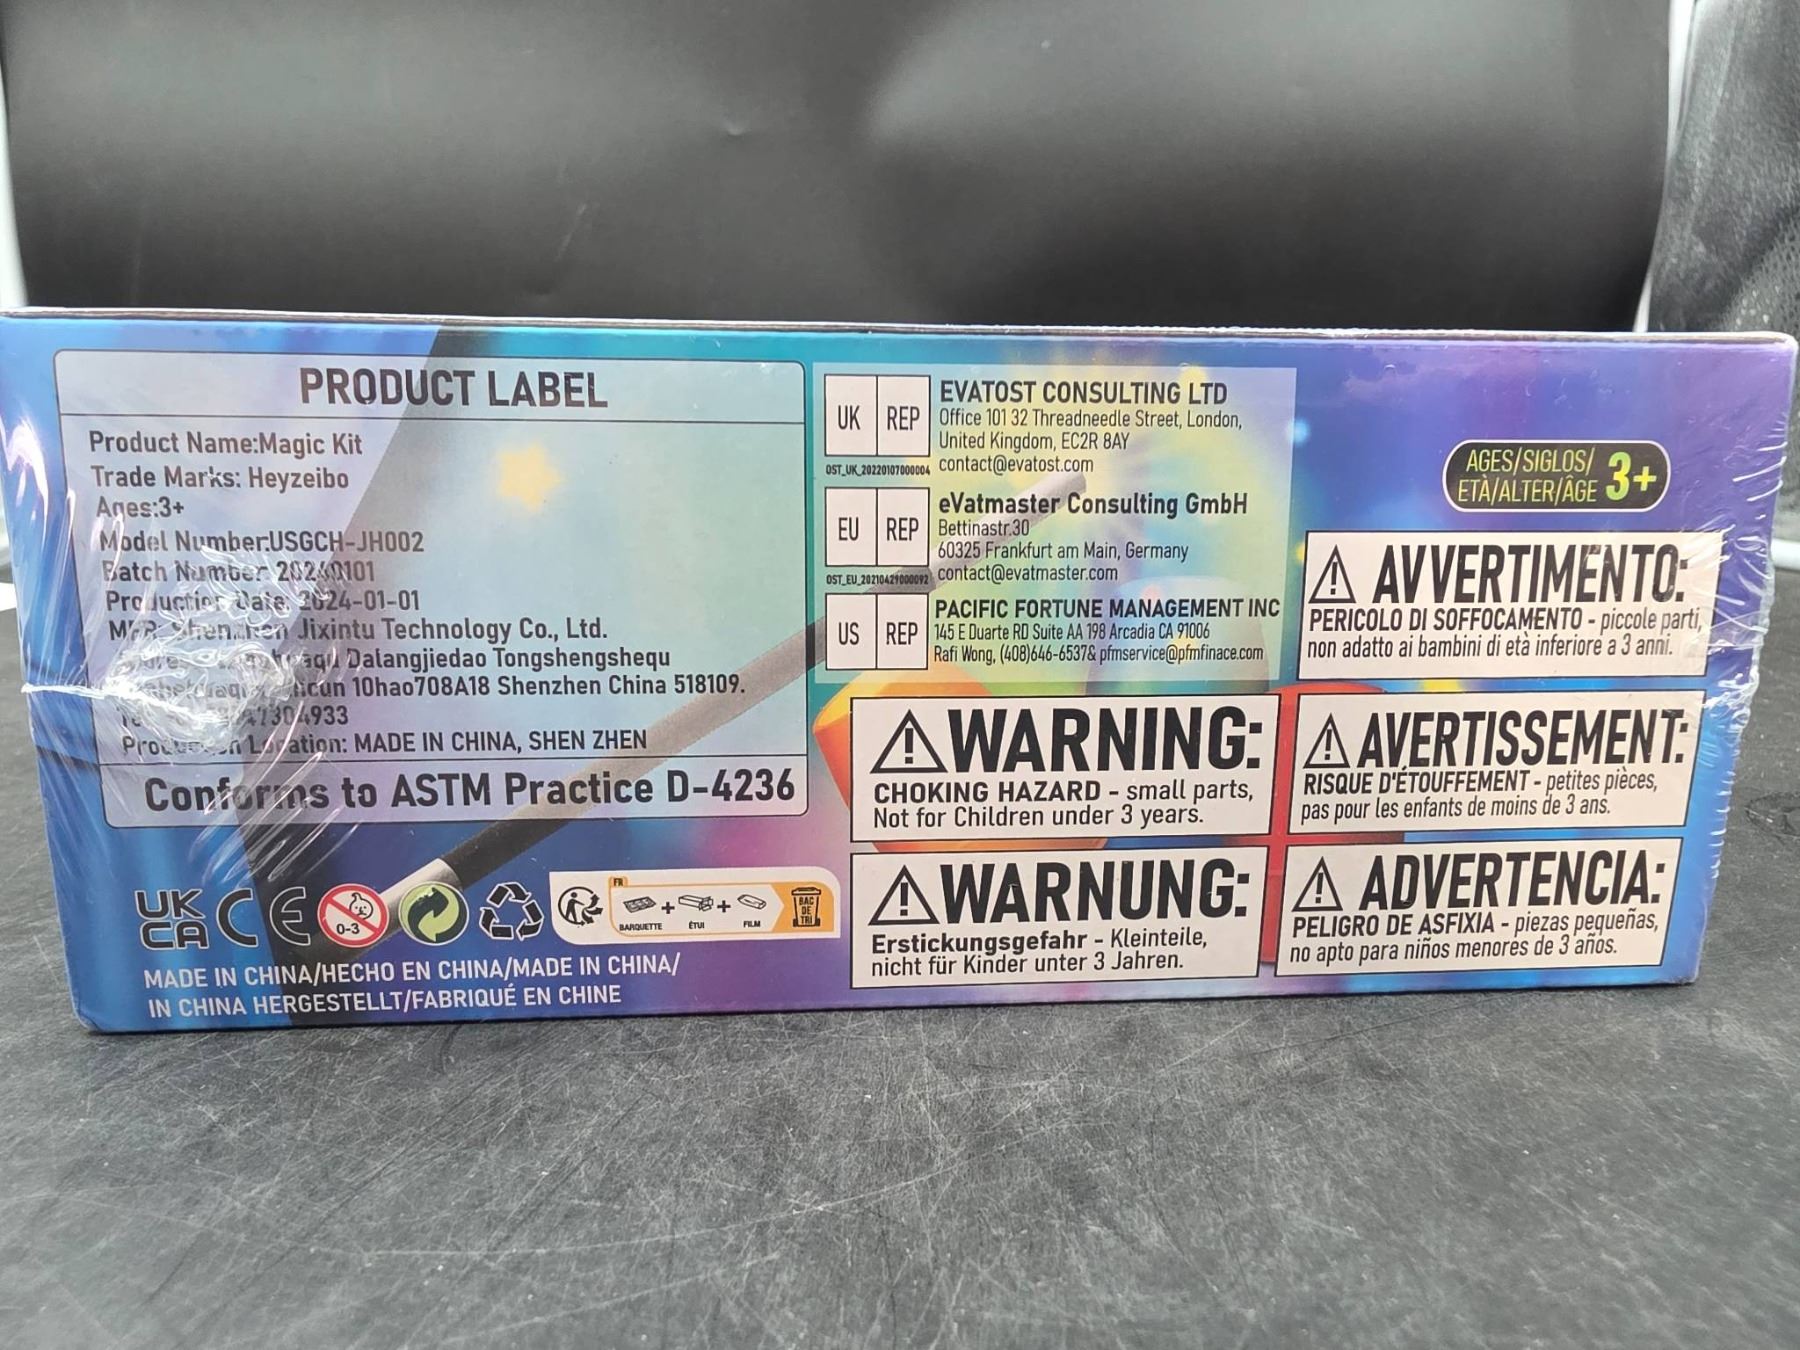 PRODUCT LABEL
Product Name:Magic Kit
Trade Marks: Heyzeibo
Ages:3+
Model Number:USGCH-JH002
Batch Number: 20240101
Production Date: 2024-01-01
MFR: Shenzhen Jixintu Technology Co., Ltd.
Dalangjiedao Tongshengshequ
10hao708A18 Shenzhen China 518109.
Production Location: MADE IN CHINA, SHEN ZHEN
Conforms to ASTM Practice D-4236
UK REP
EVATOST CONSULTING LTD
Office 101 32 Threadneedle Street, London,
United Kingdom, EC2R 8AY
OST_UK_20220107000004 contact@evatost.com
EU REP
eVatmaster Consulting GmbH
Bettinastr.30
60325 Frankfurt am Main, Germany
OST_EU_20210429000092 contact@evatmaster.com
US REP
PACIFIC FORTUNE MANAGEMENT INC
145 E Duarte RD Suite AA 198 Arcadia CA 91006
Rafi Wong, (408)646-6537& pfmservice@pfmfinace.com
AGES/SIGLOS/
ETÀ/ALTER/ÂGE 3+
AVVERTIMENTO:
PERICOLO DI SOFFOCAMENTO - piccole parti,
non adatto ai bambini di età inferiore a 3 anni.
WARNING:
CHOKING HAZARD - small parts,
Not for Children under 3 years.
AVERTISSEMENT:
RISQUE D'ÉTOUFFEMENT - petites pièces,
pas pour les enfants de moins de 3 ans.
WARNUNG:
Erstickungsgefahr - Kleinteile,
nicht für Kinder unter 3 Jahren.
ADVERTENCIA:
PELIGRO DE ASFIXIA - piezas pequeñas,
no apto para niños menores de 3 años.
UK
CA
CE
0-3
FR
BARQUETTE + ÉTUI + FILM
BAC
DE
TRI
MADE IN CHINA/HECHO EN CHINA/MADE IN CHINA/
IN CHINA HERGESTELLT/FABRIQUÉ EN CHINE